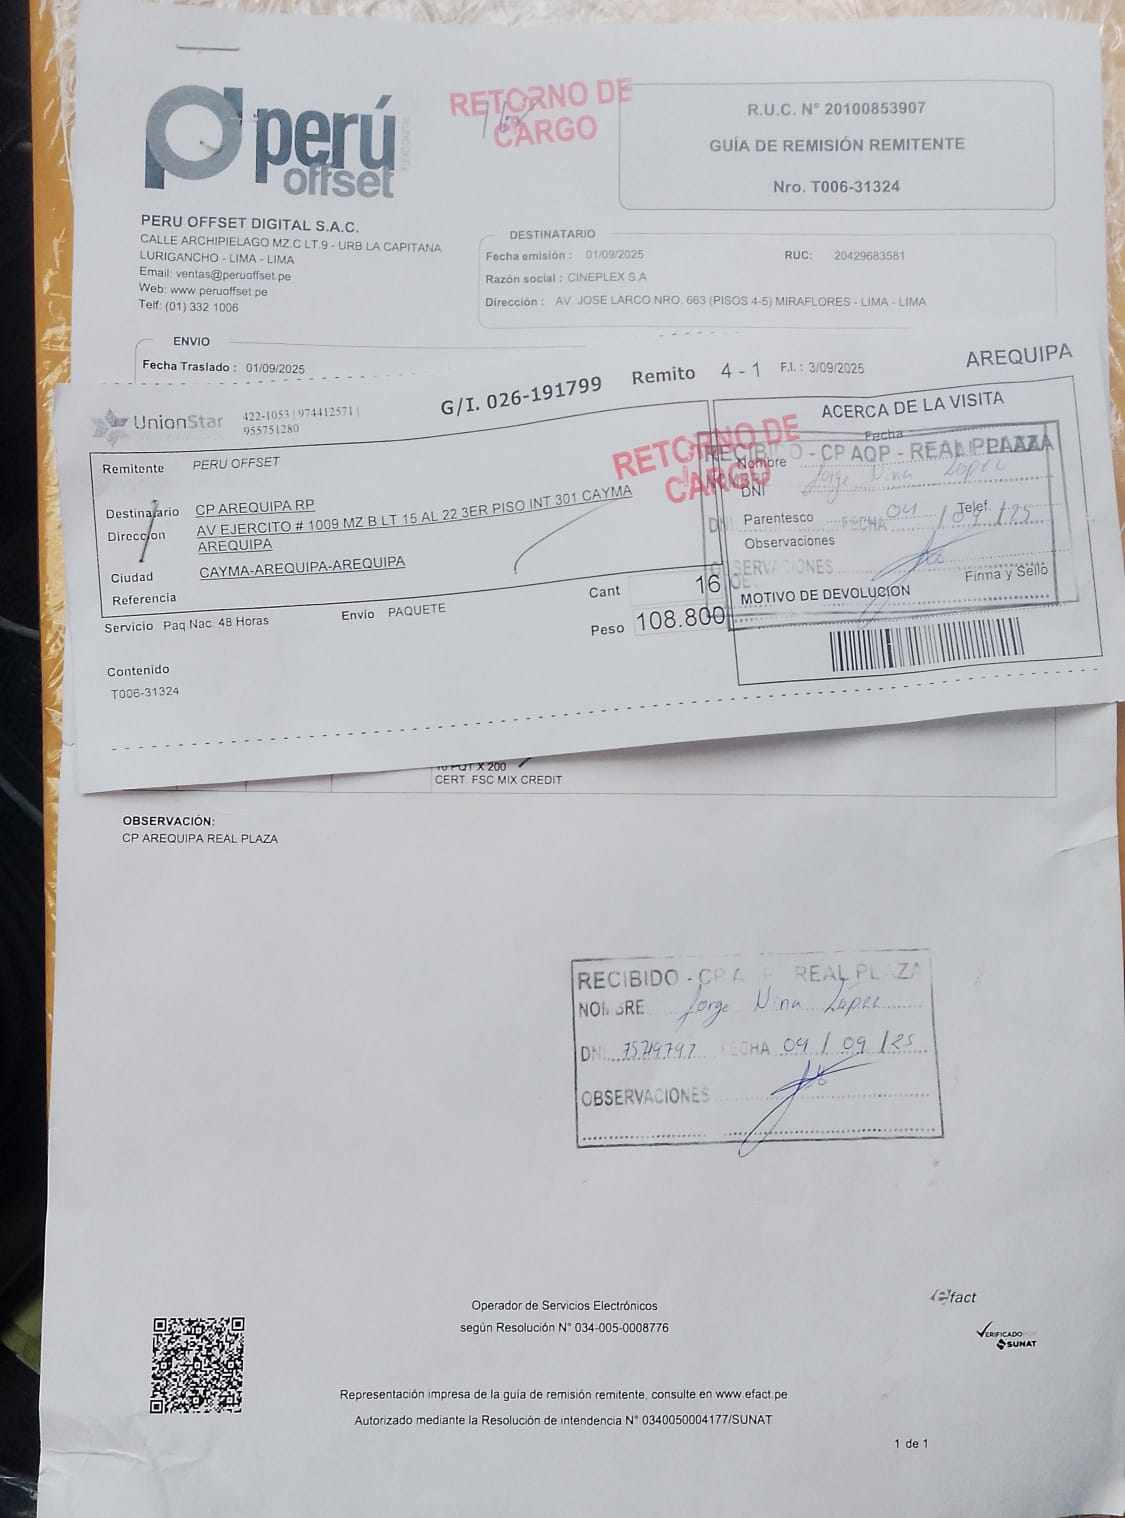 perú
offset
RETORNO DE
CARGO
R.U.C. N° 20100853907
GUÍA DE REMISIÓN REMITENTE
Nro. T006-31324
PERU OFFSET DIGITAL S.A.C.
CALLE ARCHIPIELAGO MZ.C LT.9 - URB LA CAPITANA
LURIGANCHO - LIMA - LIMA
Email: ventas@peruoffset.pe
Web: www.peruoffset.pe
Telf: (01) 332 1006
DESTINATARIO
Fecha emisión : 01/09/2025 RUC: 20429683581
Razón social : CINEPLEX S.A
Dirección : AV. JOSE LARCO NRO. 663 (PISOS 4-5) MIRAFLORES - LIMA - LIMA
ENVIO
Fecha Traslado : 01/09/2025
UnionStar
422-1053 | 974412571 |
955751280
G/I. 026-191799 Remito 4 - 1 F.I. : 3/09/2025 AREQUIPA
Remitente PERU OFFSET
Destinatario CP AREQUIPA RP
Direccion AV EJERCITO # 1009 MZ B LT 15 AL 22 3ER PISO INT 301 CAYMA
AREQUIPA
Ciudad CAYMA-AREQUIPA-AREQUIPA
Referencia
Servicio Paq.Nac. 48 Horas Envio PAQUETE
Cant 16
Peso 108.800
Contenido
T006-31324
RETORNO DE
CARGO
ACERCA DE LA VISITA
Fecha
RECIBIDO - CP AQP - REAL PLAZA
Nombre Jorge Nina Lopez
DNI
Parentesco FECHA 04 / 09 / 25 Telef.
Observaciones
OBSERVACIONES
Firma y Sello
MOTIVO DE DEVOLUCION
16 PQT X 200
CERT. FSC MIX CREDIT
OBSERVACIÓN:
CP AREQUIPA REAL PLAZA
RECIBIDO - CP A REAL PLAZA
NOMBRE Jorge Nina López
DNI 75749797 FECHA 04 / 09 / 25
OBSERVACIONES
Operador de Servicios Electrónicos
según Resolución N° 034-005-0008776
efact
VERIFICADO POR
SUNAT
Representación impresa de la guía de remisión remitente, consulte en www.efact.pe
Autorizado mediante la Resolución de intendencia N° 0340050004177/SUNAT
1 de 1